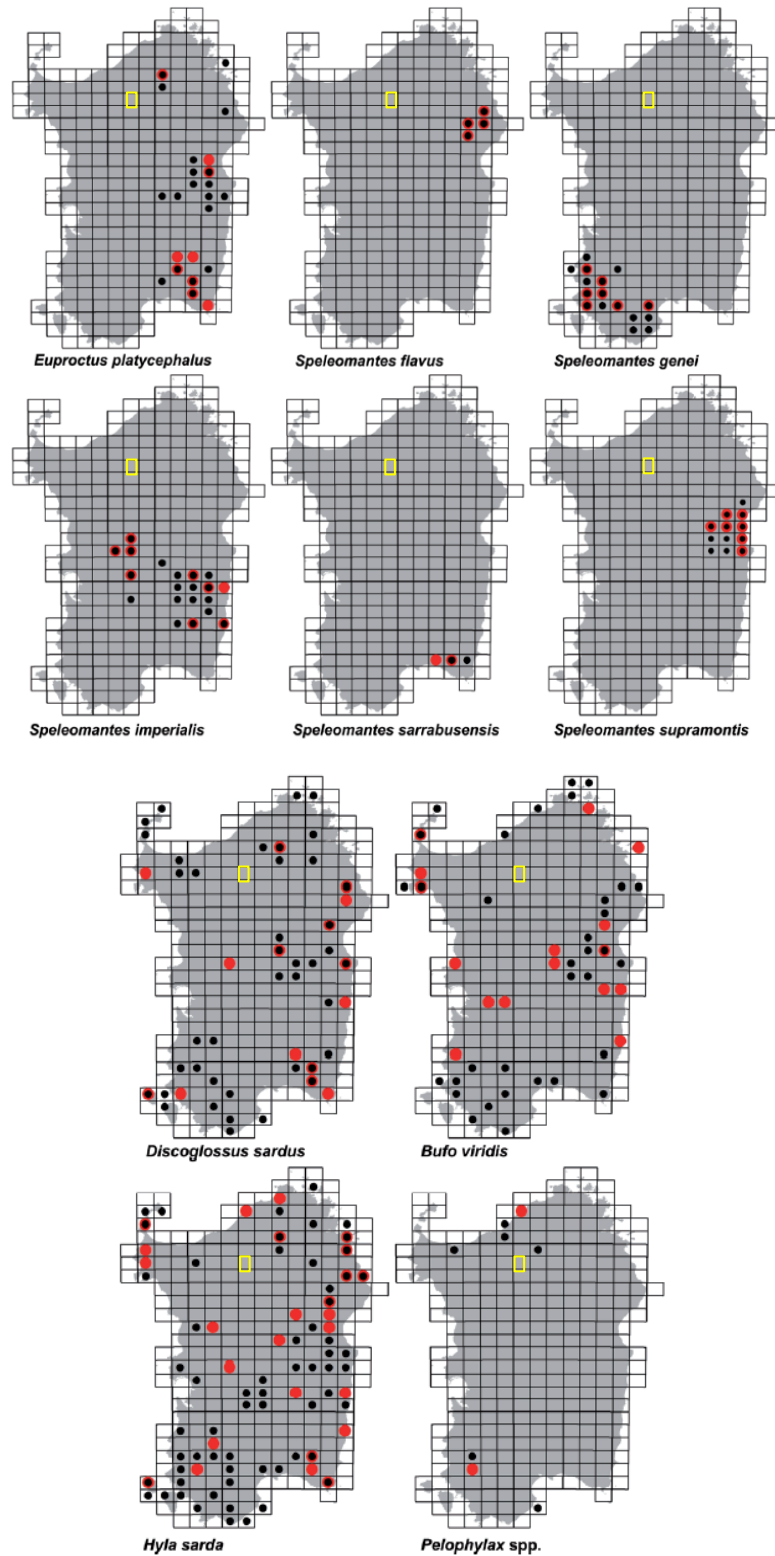 Euproctus platycephalus
Speleomantes flavus
Speleomantes genei
Speleomantes imperialis
Speleomantes sarrabusensis
Speleomantes supramontis
Discoglossus sardus
Bufo viridis
Hyla sarda
Pelophylax spp.